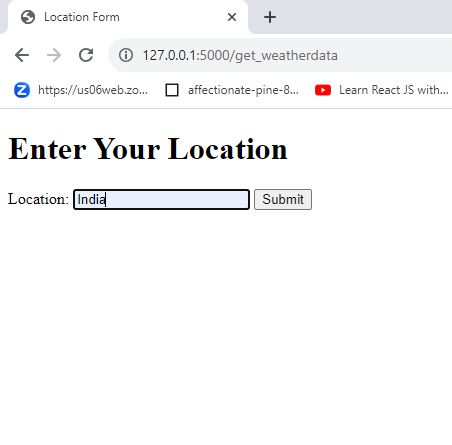 Location Form
127.0.0.1:5000/get_weatherdata
https://us06web.zo... affectionate-pine-8... Learn React JS with...
Enter Your Location
Location: India Submit